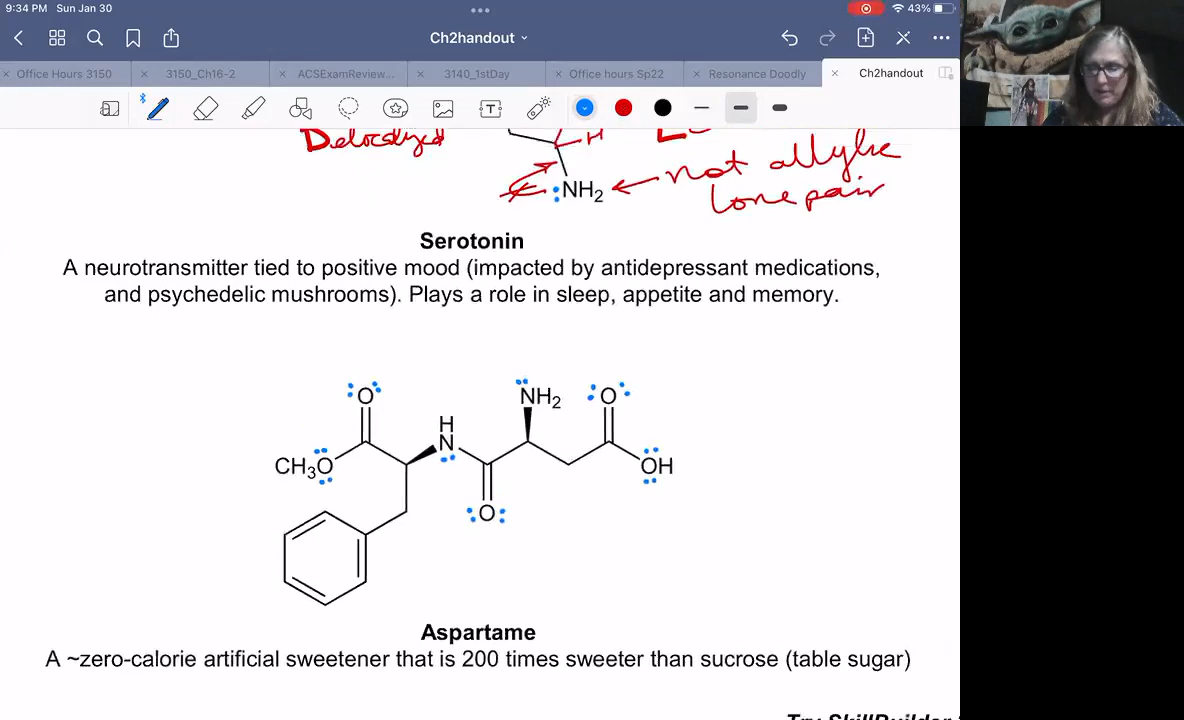 9:34 PM Sun Jan 30
43%
Ch2handout
Office Hours 3150
3150_Ch16-2
ACSExamReview...
3140_1stDay
Office hours Sp22
Resonance Doodly
Ch2handout
T
Delocalized
H
not allylic
lone pair
NH2
Serotonin
A neurotransmitter tied to positive mood (impacted by antidepressant medications,
and psychedelic mushrooms). Plays a role in sleep, appetite and memory.
O NH2 O
H
N
CH3O OH
O
Aspartame
A ~zero-calorie artificial sweetener that is 200 times sweeter than sucrose (table sugar)